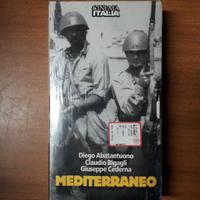 CINEMA
ITALIA
Diego Abatantuono
Claudio Bigagli
Giuseppe Cederna
MEDITERRANEO